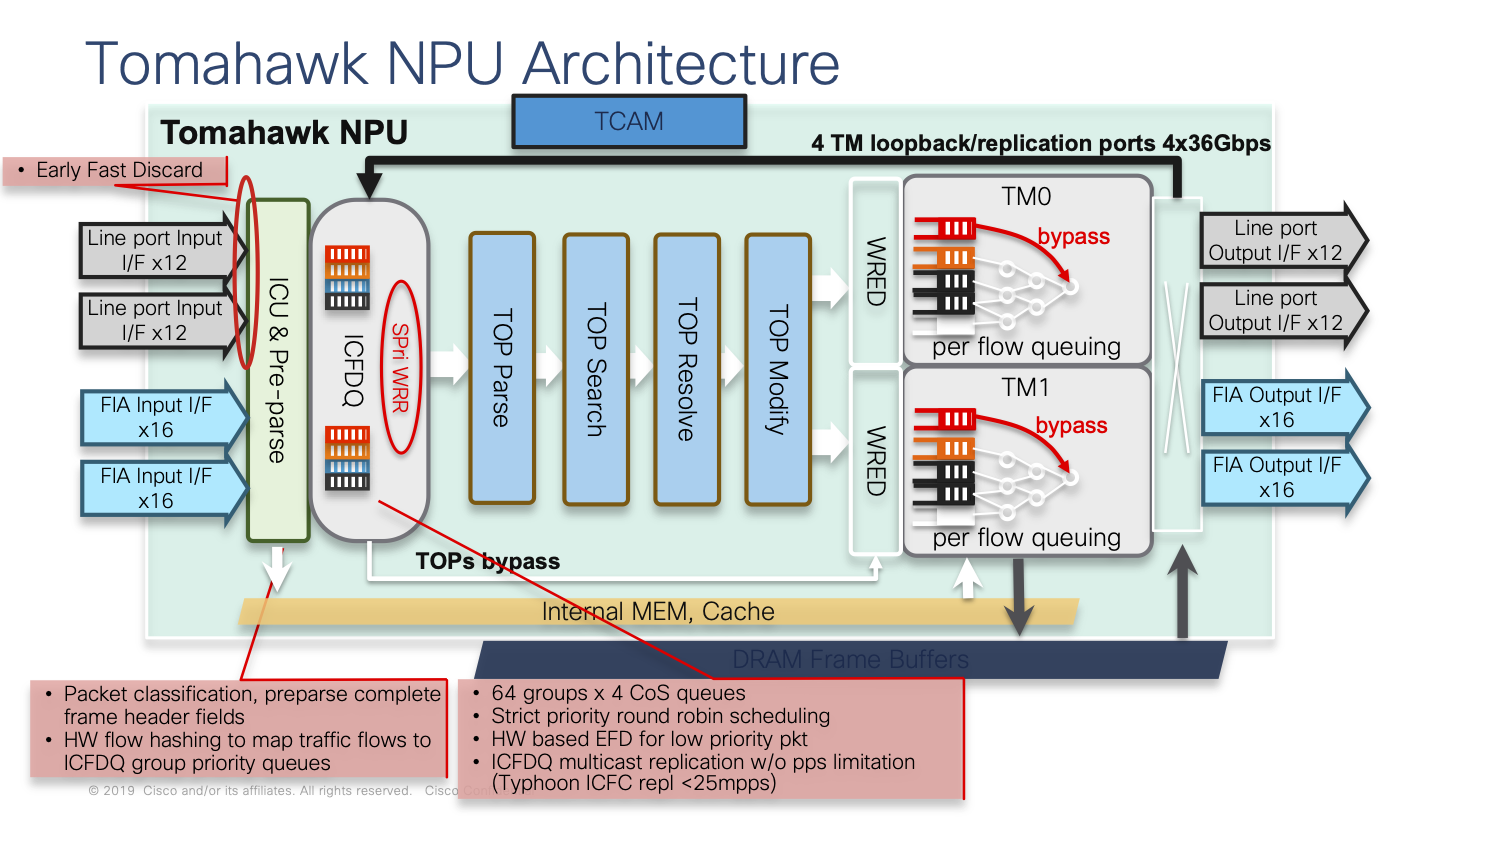 Tomahawk NPU Architecture
TCAM
Tomahawk NPU
4 TM loopback/replication ports 4x36Gbps
• Early Fast Discard
Line port Input
I/F x12
Line port Input
I/F x12
FIA Input I/F
x16
FIA Input I/F
x16
ICU & Pre-parse
ICFDQ
SPri WRR
TOP Parse
TOP Search
TOP Resolve
TOP Modify
WRED
WRED
TM0
bypass
per flow queuing
TM1
bypass
per flow queuing
Line port
Output I/F x12
Line port
Output I/F x12
FIA Output I/F
x16
FIA Output I/F
x16
TOPs bypass
Internal MEM, Cache
DRAM Frame Buffers
• Packet classification, preparse complete
frame header fields
• HW flow hashing to map traffic flows to
ICFDQ group priority queues
• 64 groups x 4 CoS queues
• Strict priority round robin scheduling
• HW based EFD for low priority pkt
• ICFDQ multicast replication w/o pps limitation
(Typhoon ICFC repl <25mpps)
© 2019 Cisco and/or its affiliates. All rights reserved. Cisco